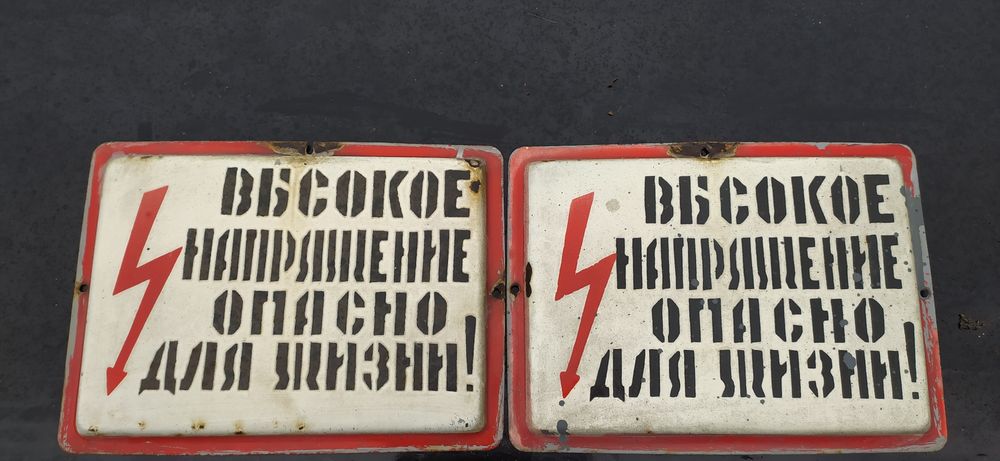 ВЫСОКОЕ
НАПРЯЖЕНИЕ
ОПАСНО
ДЛЯ ЖИЗНИ!
ВЫСОКОЕ
НАПРЯЖЕНИЕ
ОПАСНО
ДЛЯ ЖИЗНИ!